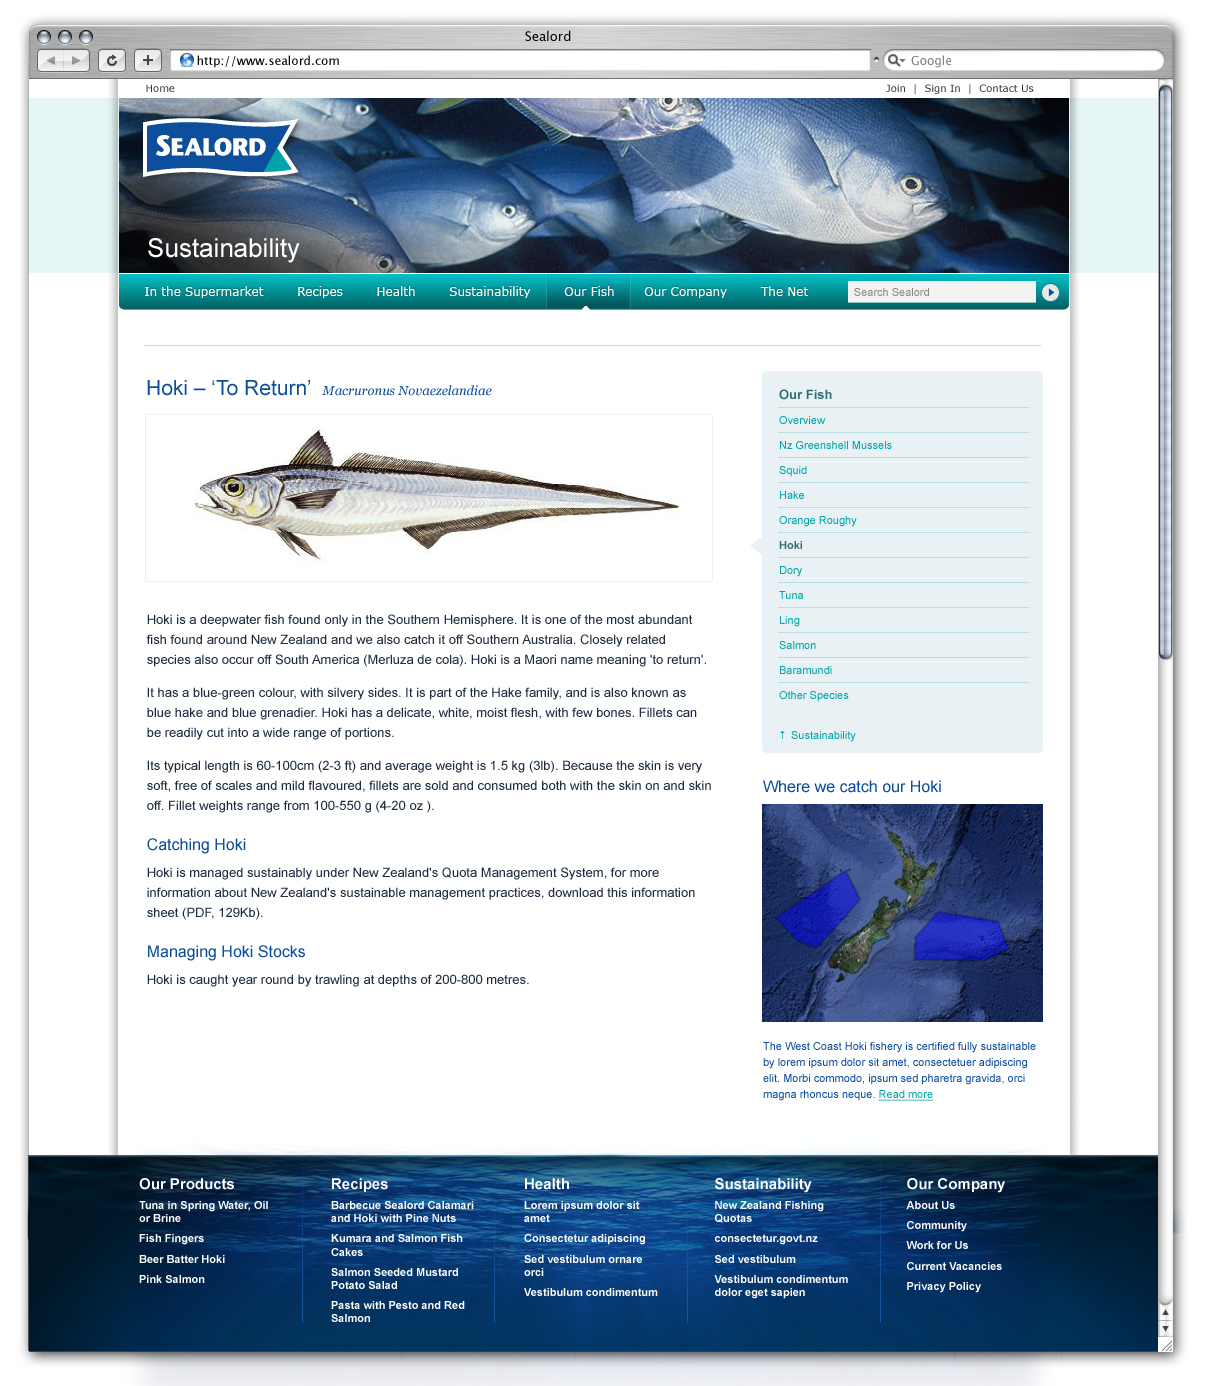 Sealord
http://www.sealord.com
Google
Home
Join | Sign In | Contact Us
SEALORD
Sustainability
In the Supermarket Recipes Health Sustainability Our Fish Our Company The Net Search Sealord
Hoki – ‘To Return’ Macruronus Novaezelandiae
Hoki is a deepwater fish found only in the Southern Hemisphere. It is one of the most abundant
fish found around New Zealand and we also catch it off Southern Australia. Closely related
species also occur off South America (Merluza de cola). Hoki is a Maori name meaning 'to return'.
It has a blue-green colour, with silvery sides. It is part of the Hake family, and is also known as
blue hake and blue grenadier. Hoki has a delicate, white, moist flesh, with few bones. Fillets can
be readily cut into a wide range of portions.
Its typical length is 60-100cm (2-3 ft) and average weight is 1.5 kg (3lb). Because the skin is very
soft, free of scales and mild flavoured, fillets are sold and consumed both with the skin on and skin
off. Fillet weights range from 100-550 g (4-20 oz ).
Catching Hoki
Hoki is managed sustainably under New Zealand's Quota Management System, for more
information about New Zealand's sustainable management practices, download this information
sheet (PDF, 129Kb).
Managing Hoki Stocks
Hoki is caught year round by trawling at depths of 200-800 metres.
Our Fish
Overview
Nz Greenshell Mussels
Squid
Hake
Orange Roughy
Hoki
Dory
Tuna
Ling
Salmon
Baramundi
Other Species
↑ Sustainability
Where we catch our Hoki
The West Coast Hoki fishery is certified fully sustainable
by lorem ipsum dolor sit amet, consectetuer adipiscing
elit. Morbi commodo, ipsum sed pharetra gravida, orci
magna rhoncus neque. Read more
Our Products
Tuna in Spring Water, Oil
or Brine
Fish Fingers
Beer Batter Hoki
Pink Salmon
Recipes
Barbecue Sealord Calamari
and Hoki with Pine Nuts
Kumara and Salmon Fish
Cakes
Salmon Seeded Mustard
Potato Salad
Pasta with Pesto and Red
Salmon
Health
Lorem ipsum dolor sit
amet
Consectetur adipiscing
Sed vestibulum ornare
orci
Vestibulum condimentum
Sustainability
New Zealand Fishing
Quotas
consectetur.govt.nz
Sed vestibulum
Vestibulum condimentum
dolor eget sapien
Our Company
About Us
Community
Work for Us
Current Vacancies
Privacy Policy